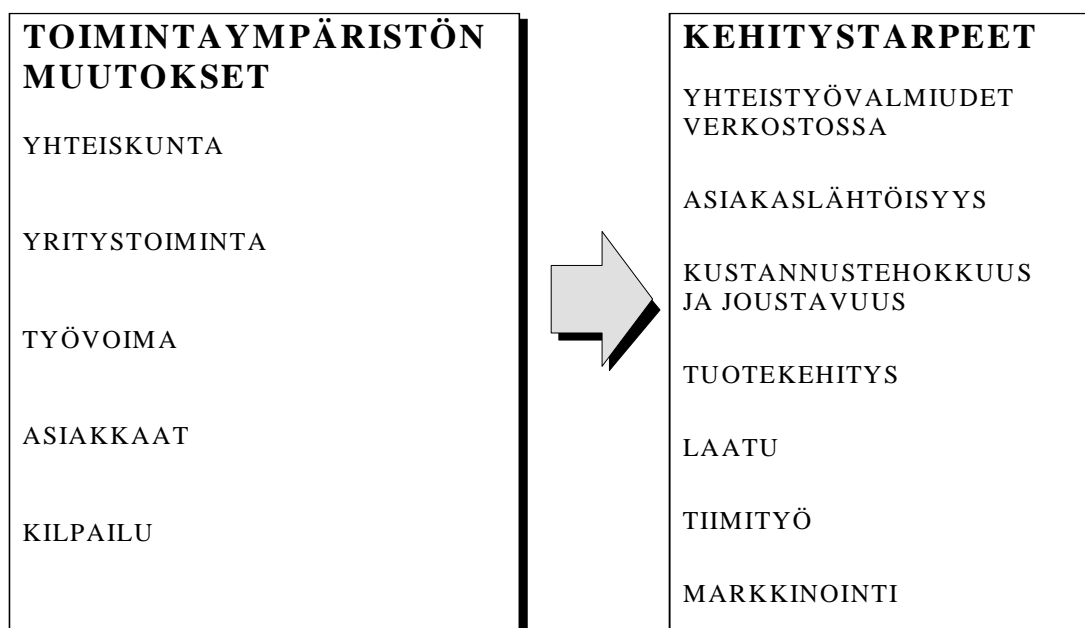 TOIMINTAYMPÄRISTÖN
MUUTOKSET
YHTEISKUNTA
YRITYSTOIMINTA
TYÖVOIMA
ASIAKKAAT
KILPAILU
KEHITYSTARPEET
YHTEISTYÖVALMIUDET
VERKOSTOSSA
ASIAKASLÄHTÖISYYS
KUSTANNUSTEHOKKUUS
JA JOUSTAVUUS
TUOTEKEHITYS
LAATU
TIIMITYÖ
MARKKINOINTI